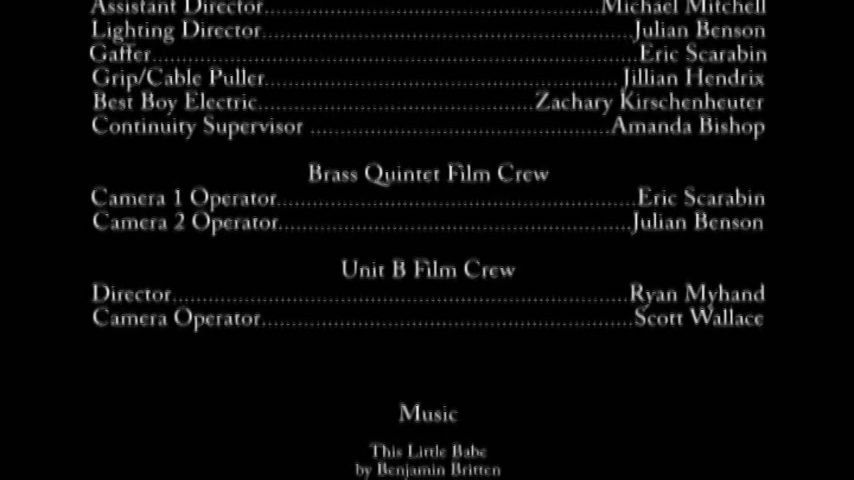 Assistant Director..........................................................Michael Mitchell
Lighting Director................................................................Julian Benson
Gaffer...................................................................................Eric Scarabin
Grip/Cable Puller.............................................................Jillian Hendrix
Best Boy Electric................................................Zachary Kirschenheuter
Continuity Supervisor ....................................................Amanda Bishop
Brass Quintet Film Crew
Camera 1 Operator..............................................................Eric Scarabin
Camera 2 Operator.............................................................Julian Benson
Unit B Film Crew
Director..............................................................................Ryan Myhand
Camera Operator................................................................Scott Wallace
Music
This Little Babe
by Benjamin Britten